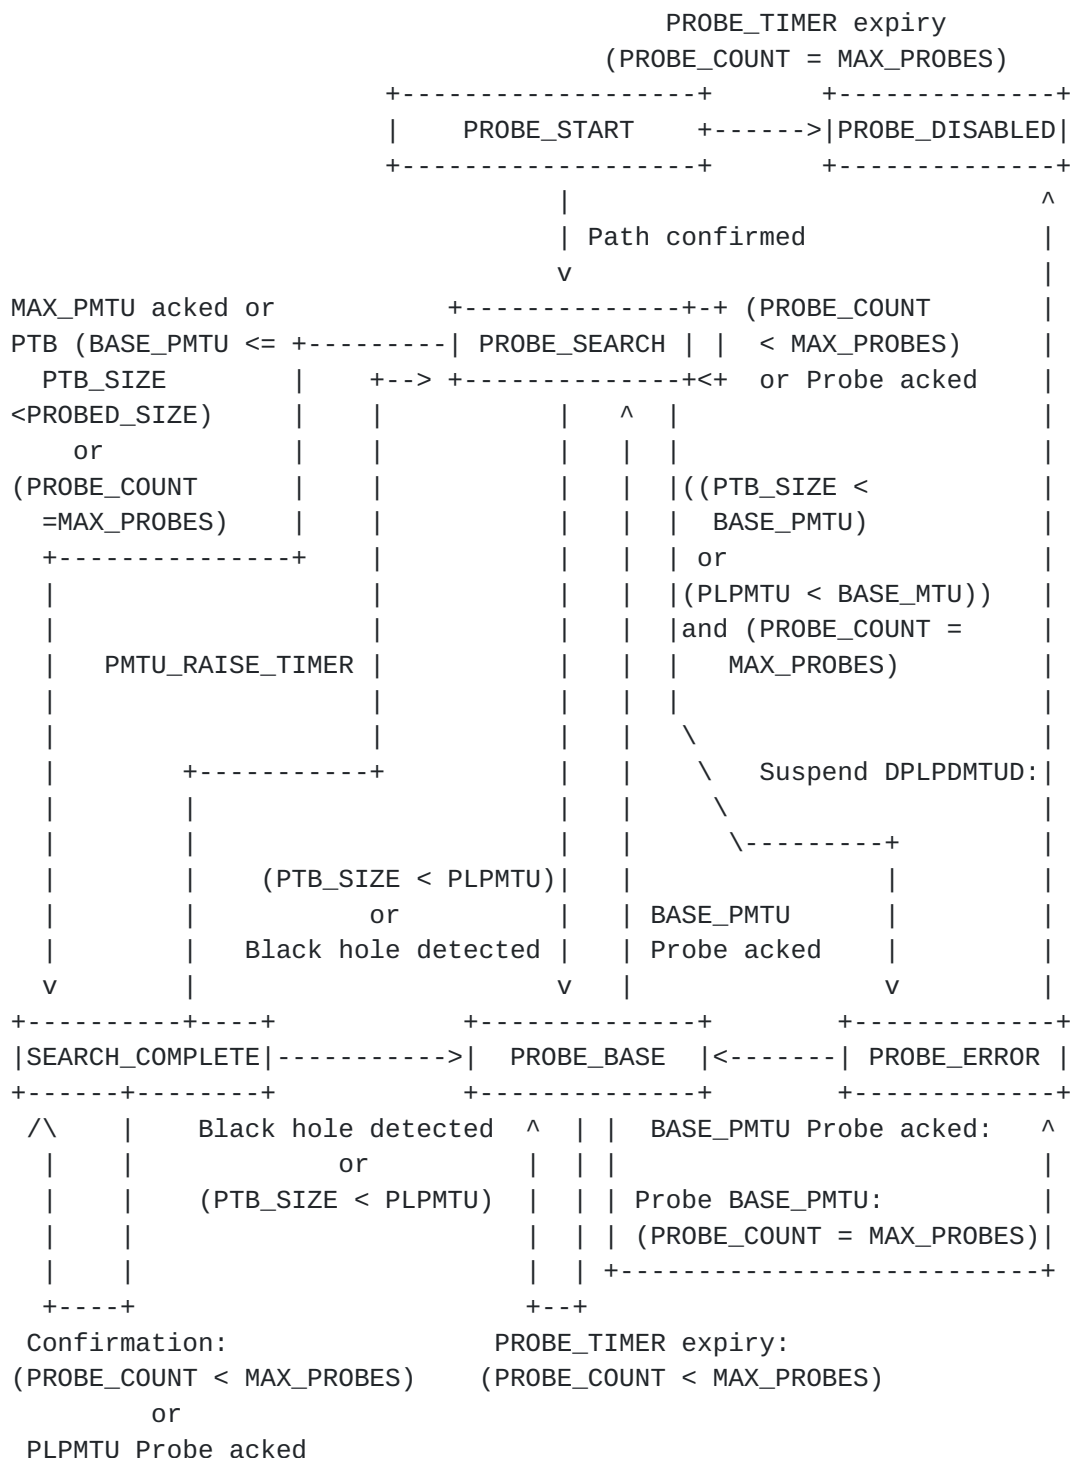 PROBE_TIMER expiry
                                      (PROBE_COUNT = MAX_PROBES)
                        +-------------------+       +--------------+
                        |    PROBE_START    +------>|PROBE_DISABLED|
                        +-------------------+       +--------------+
                                   |                              ^
                                   | Path confirmed               |
                                   v                              |
MAX_PMTU acked or           +--------------+-+ (PROBE_COUNT       |
PTB (BASE_PMTU <= +---------| PROBE_SEARCH | |  < MAX_PROBES)     |
  PTB_SIZE        |    +--> +--------------+<+  or Probe acked    |
<PROBED_SIZE)     |    |           |   ^  |                       |
    or            |    |           |   |  |                       |
(PROBE_COUNT      |    |           |   |  |((PTB_SIZE <           |
  =MAX_PROBES)    |    |           |   |  |  BASE_PMTU)           |
  +---------------+    |           |   |  | or                    |
  |                    |           |   |  |(PLPMTU < BASE_MTU))   |
  |                    |           |   |  |and (PROBE_COUNT =     |
  |   PMTU_RAISE_TIMER |           |   |  |   MAX_PROBES)         |
  |                    |           |   |  |                       |
  |                    |           |   |   \                      |
  |        +-----------+           |   |    \   Suspend DPLPDMTUD:|
  |        |                       |   |     \                    |
  |        |                       |   |      \---------+         |
  |        |    (PTB_SIZE < PLPMTU)|   |                |         |
  |        |           or          |   | BASE_PMTU      |         |
  |        |   Black hole detected |   | Probe acked    |         |
  v        |                       v   |                v         |
+----------+----+            +--------------+        +-------------+
|SEARCH_COMPLETE|----------->|  PROBE_BASE  |<-------| PROBE_ERROR |
+------+--------+            +--------------+        +-------------+
 /\    |    Black hole detected  ^  | |  BASE_PMTU Probe acked:   ^
  |    |             or          |  | |                           |
  |    |    (PTB_SIZE < PLPMTU)  |  | | Probe BASE_PMTU:          |
  |    |                         |  | | (PROBE_COUNT = MAX_PROBES)|
  |    |                         |  | +---------------------------+
  +----+                         +--+
 Confirmation:                 PROBE_TIMER expiry:
(PROBE_COUNT < MAX_PROBES)    (PROBE_COUNT < MAX_PROBES)
         or
 PLPMTU Probe acked